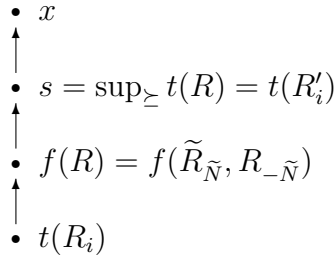 x
s = sup_⪰ t(R) = t(R′_i)
f(R) = f(R̃_Ñ, R_{−Ñ})
t(R_i)